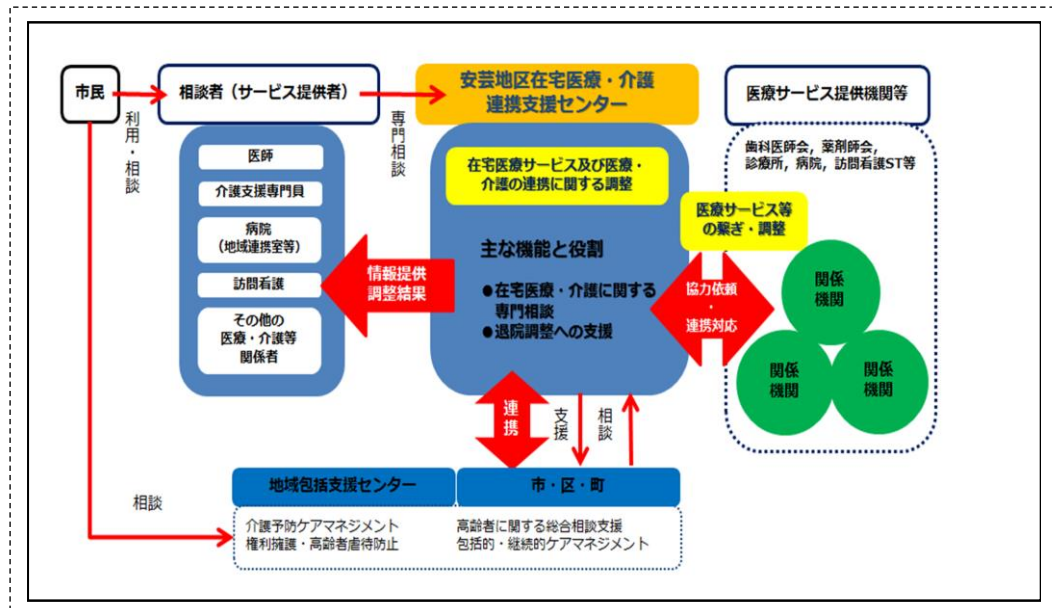 市民
利用・相談
相談者（サービス提供者）
専門相談
安芸地区在宅医療・介護
連携支援センター
医療サービス提供機関等
医師
介護支援専門員
病院
（地域連携室等）
訪問看護
その他の
医療・介護等
関係者
情報提供
調整結果
在宅医療サービス及び医療・
介護の連携に関する調整
主な機能と役割
●在宅医療・介護に関する
専門相談
●退院調整への支援
医療サービス等
の繋ぎ・調整
協力依頼
・
連携対応
歯科医師会，薬剤師会，
診療所，病院，訪問看護ST等
関係
機関
関係
機関
関係
機関
連携
支援
相談
相談
地域包括支援センター
市・区・町
介護予防ケアマネジメント
権利擁護・高齢者虐待防止
高齢者に関する総合相談支援
包括的・継続的ケアマネジメント